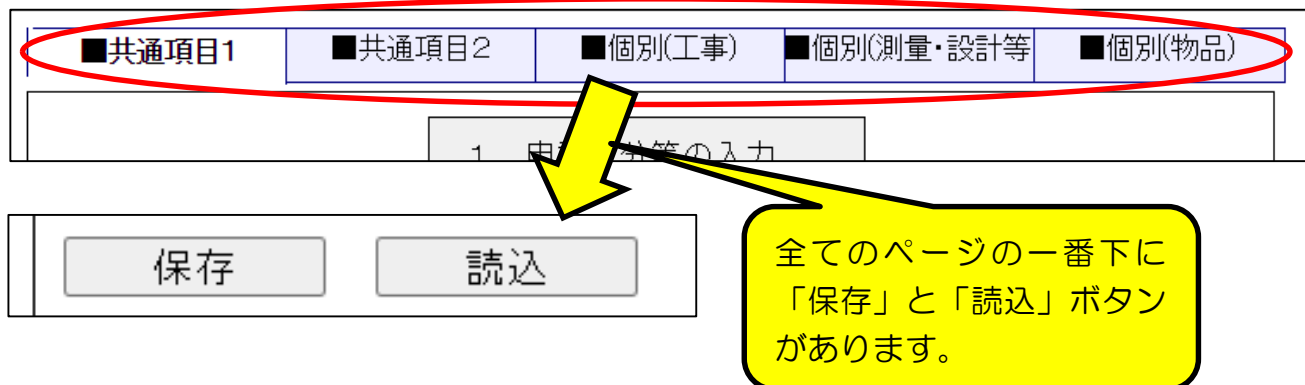 ■共通項目1 ■共通項目2 ■個別(工事) ■個別(測量・設計等 ■個別(物品)
1 等の入力
保存 読込
全てのページの一番下に
「保存」と「読込」ボタン
があります。